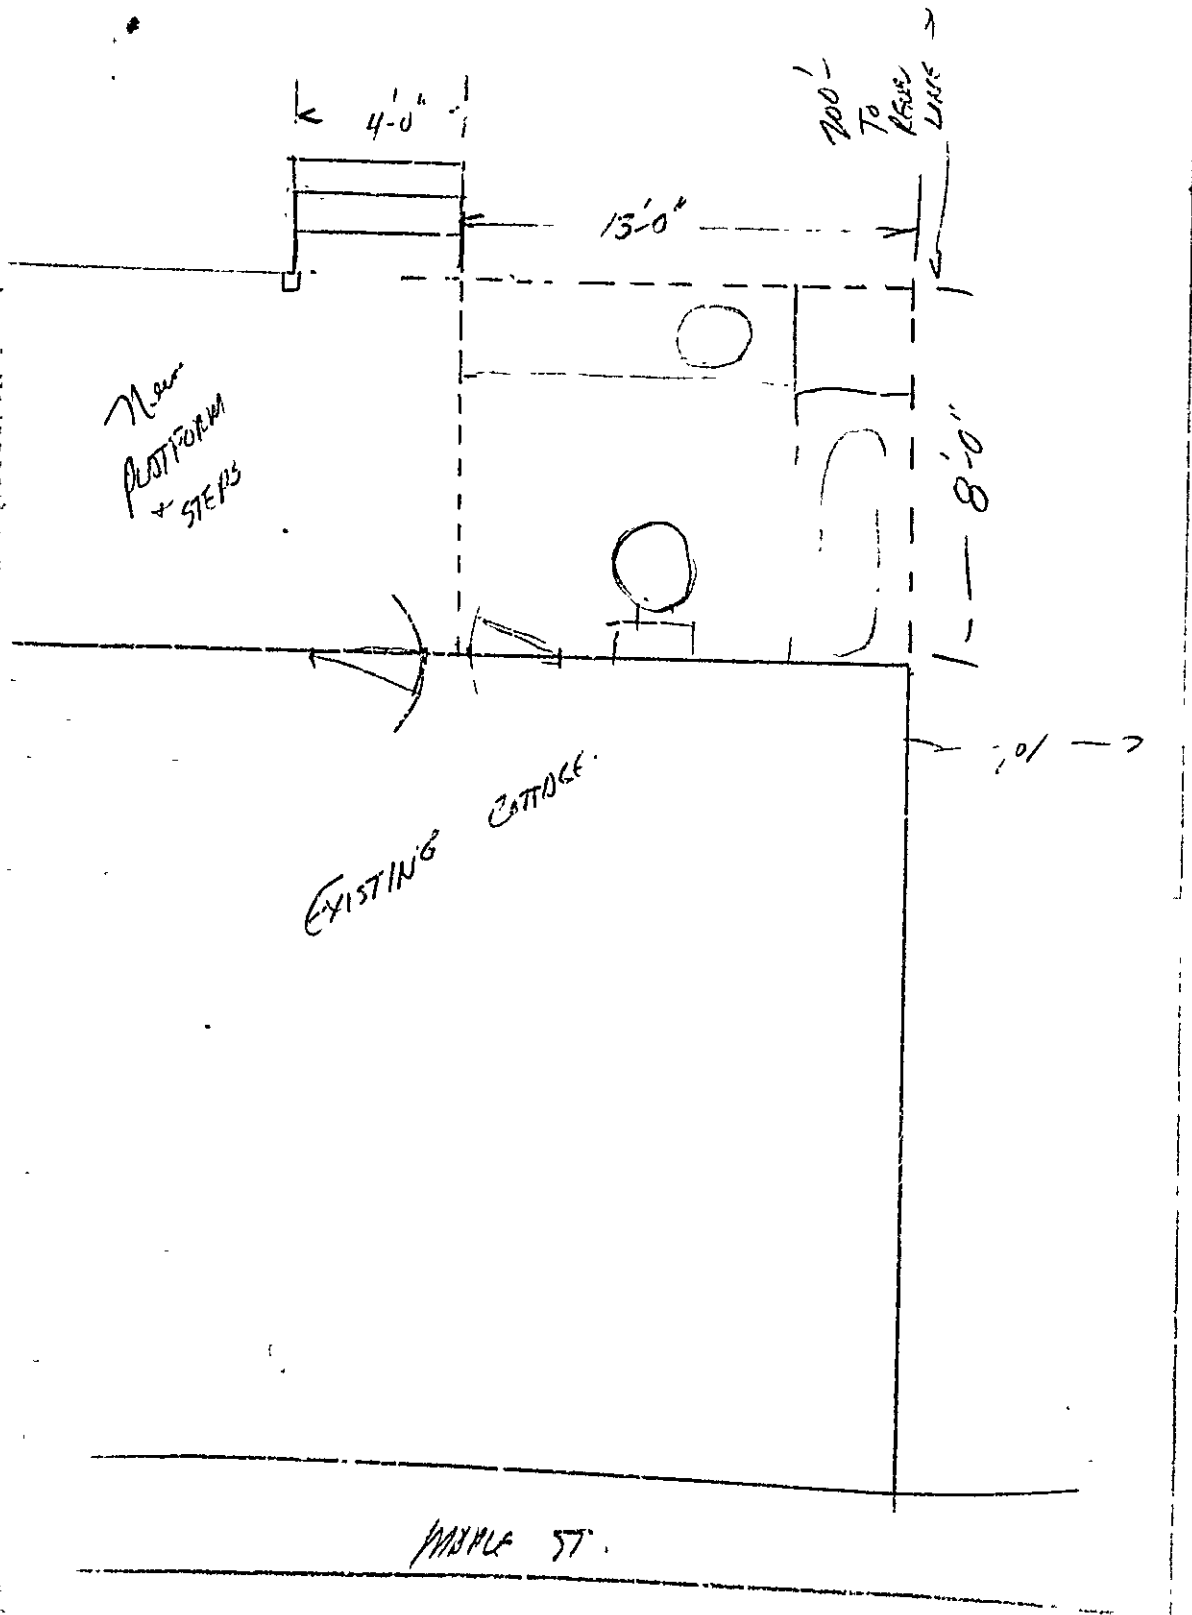 4'-0"
200'-
TO
REAR
LINE
13'-0"
New
PLATFORM
+ STEPS
8'-0"
EXISTING COTTAGE.
MAPLE ST.